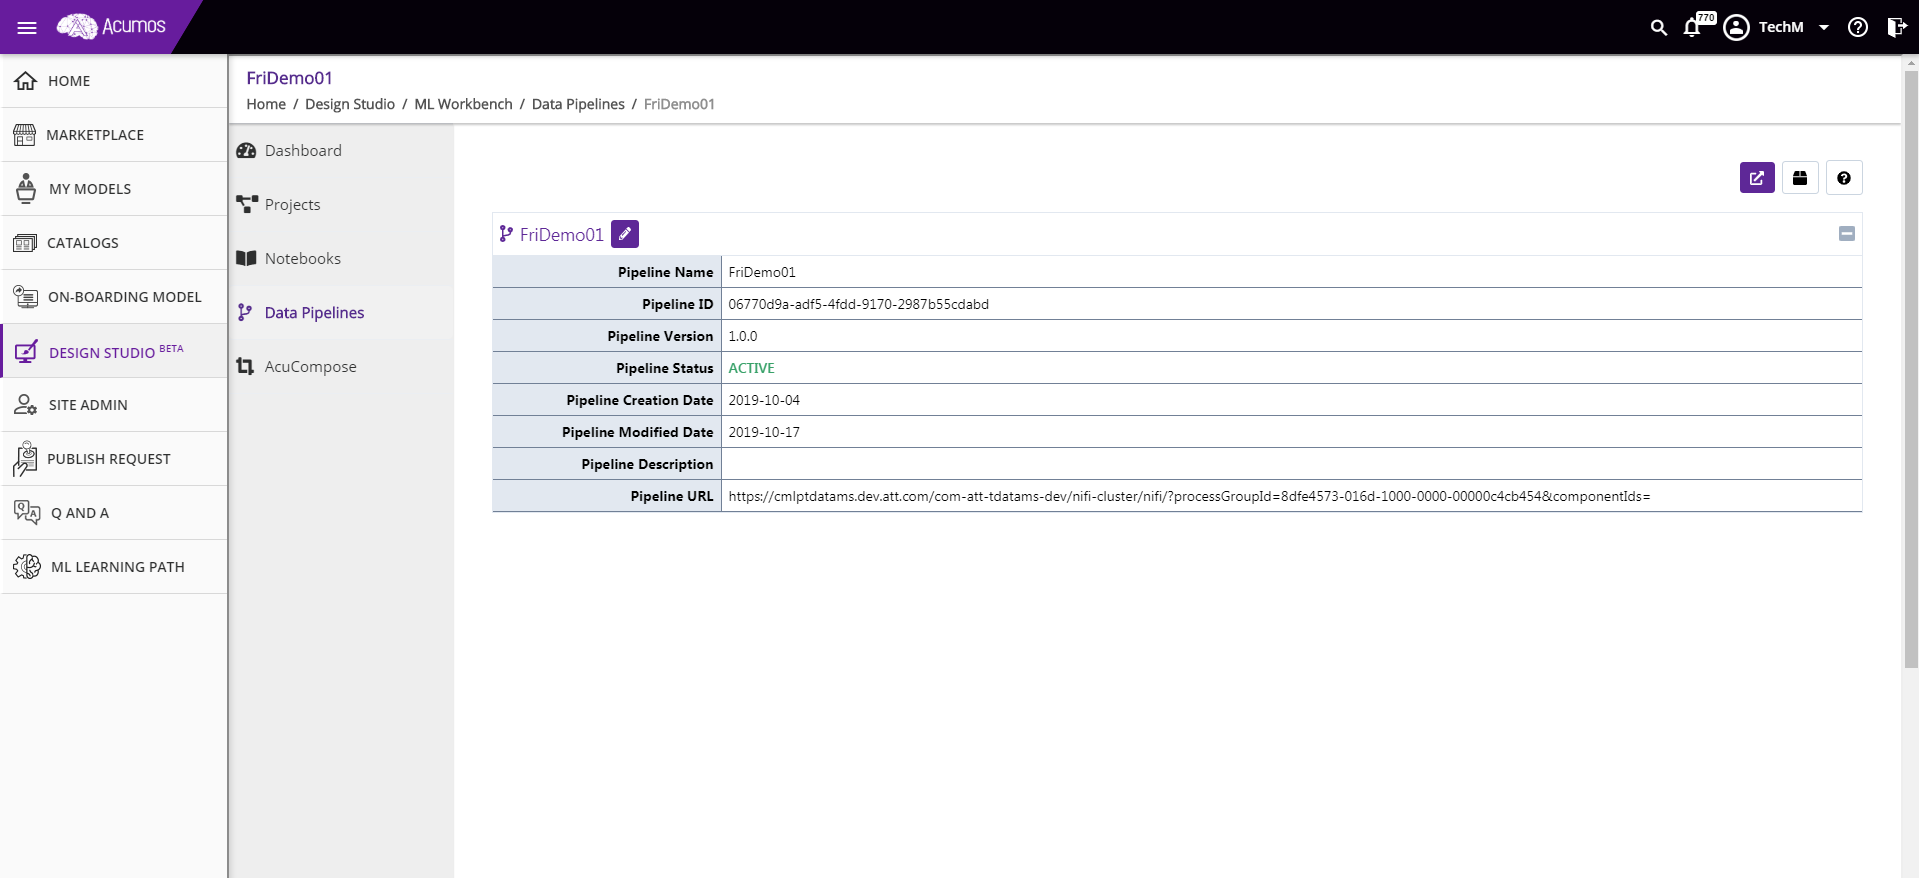 Acumos
770
TechM
HOME
MARKETPLACE
MY MODELS
CATALOGS
ON-BOARDING MODEL
DESIGN STUDIO BETA
SITE ADMIN
PUBLISH REQUEST
Q AND A
ML LEARNING PATH
FriDemo01
Home / Design Studio / ML Workbench / Data Pipelines / FriDemo01
Dashboard
Projects
Notebooks
Data Pipelines
AcuCompose
FriDemo01
Pipeline Name FriDemo01
Pipeline ID 06770d9a-adf5-4fdd-9170-2987b55cdabd
Pipeline Version 1.0.0
Pipeline Status ACTIVE
Pipeline Creation Date 2019-10-04
Pipeline Modified Date 2019-10-17
Pipeline Description
Pipeline URL https://cmlptdatams.dev.att.com/com-att-tdatams-dev/nifi-cluster/nifi/?processGroupId=8dfe4573-016d-1000-0000-00000c4cb454&componentIds=